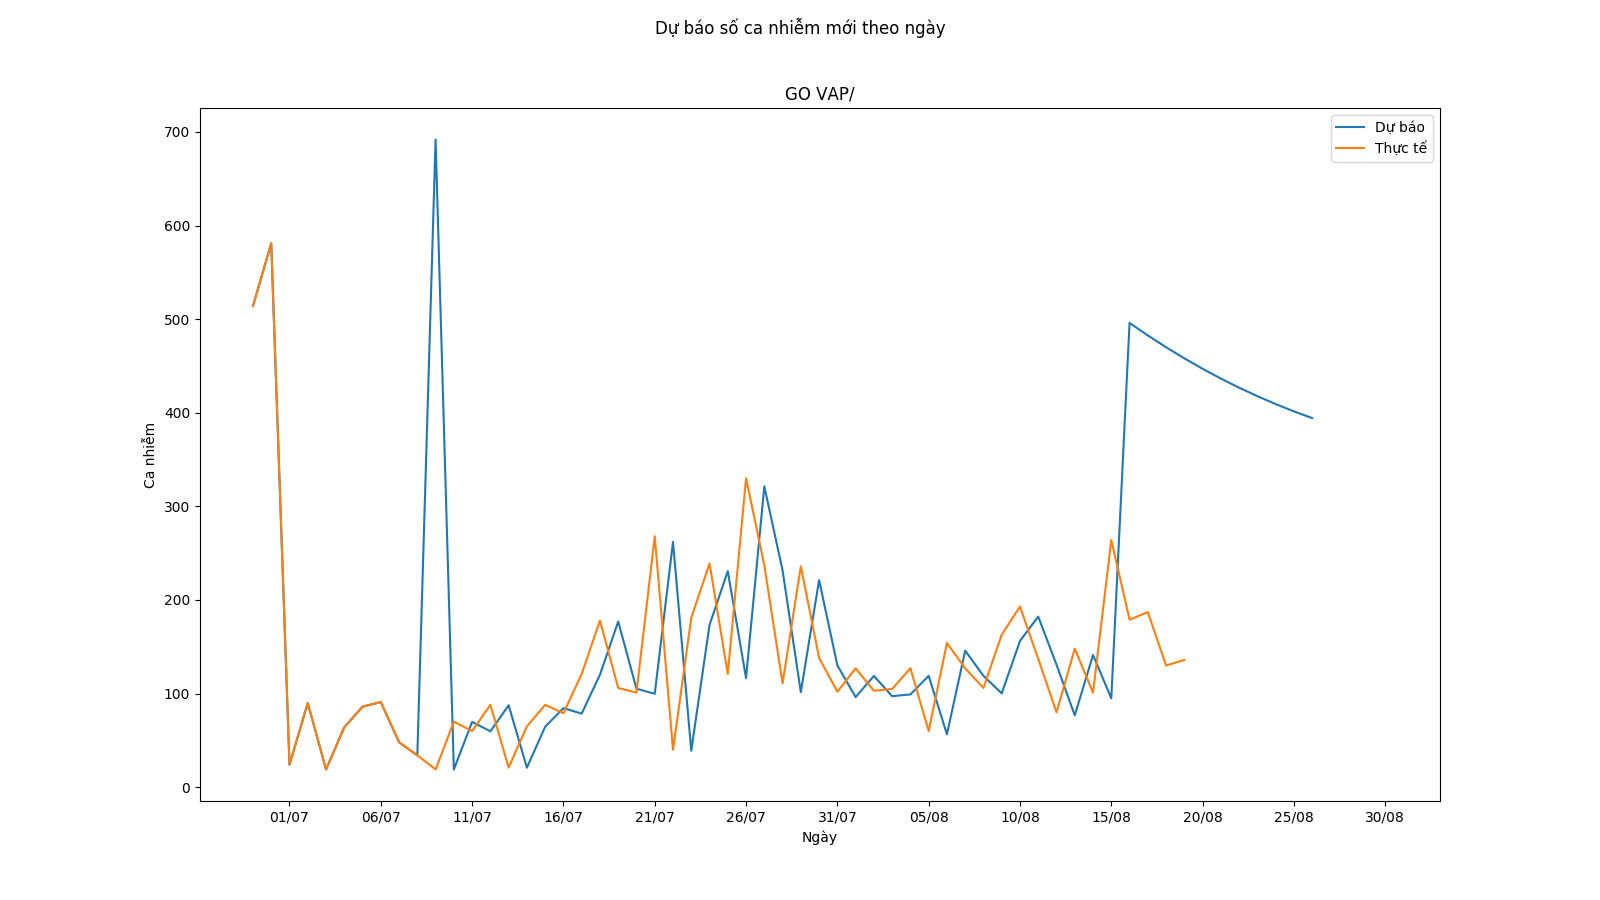 Dự báo số ca nhiễm mới theo ngày
GO VAP/
Dự báo
Thực tế
700
600
500
400
300
200
100
0
Ca nhiễm
01/07 06/07 11/07 16/07 21/07 26/07 31/07 05/08 10/08 15/08 20/08 25/08 30/08
Ngày